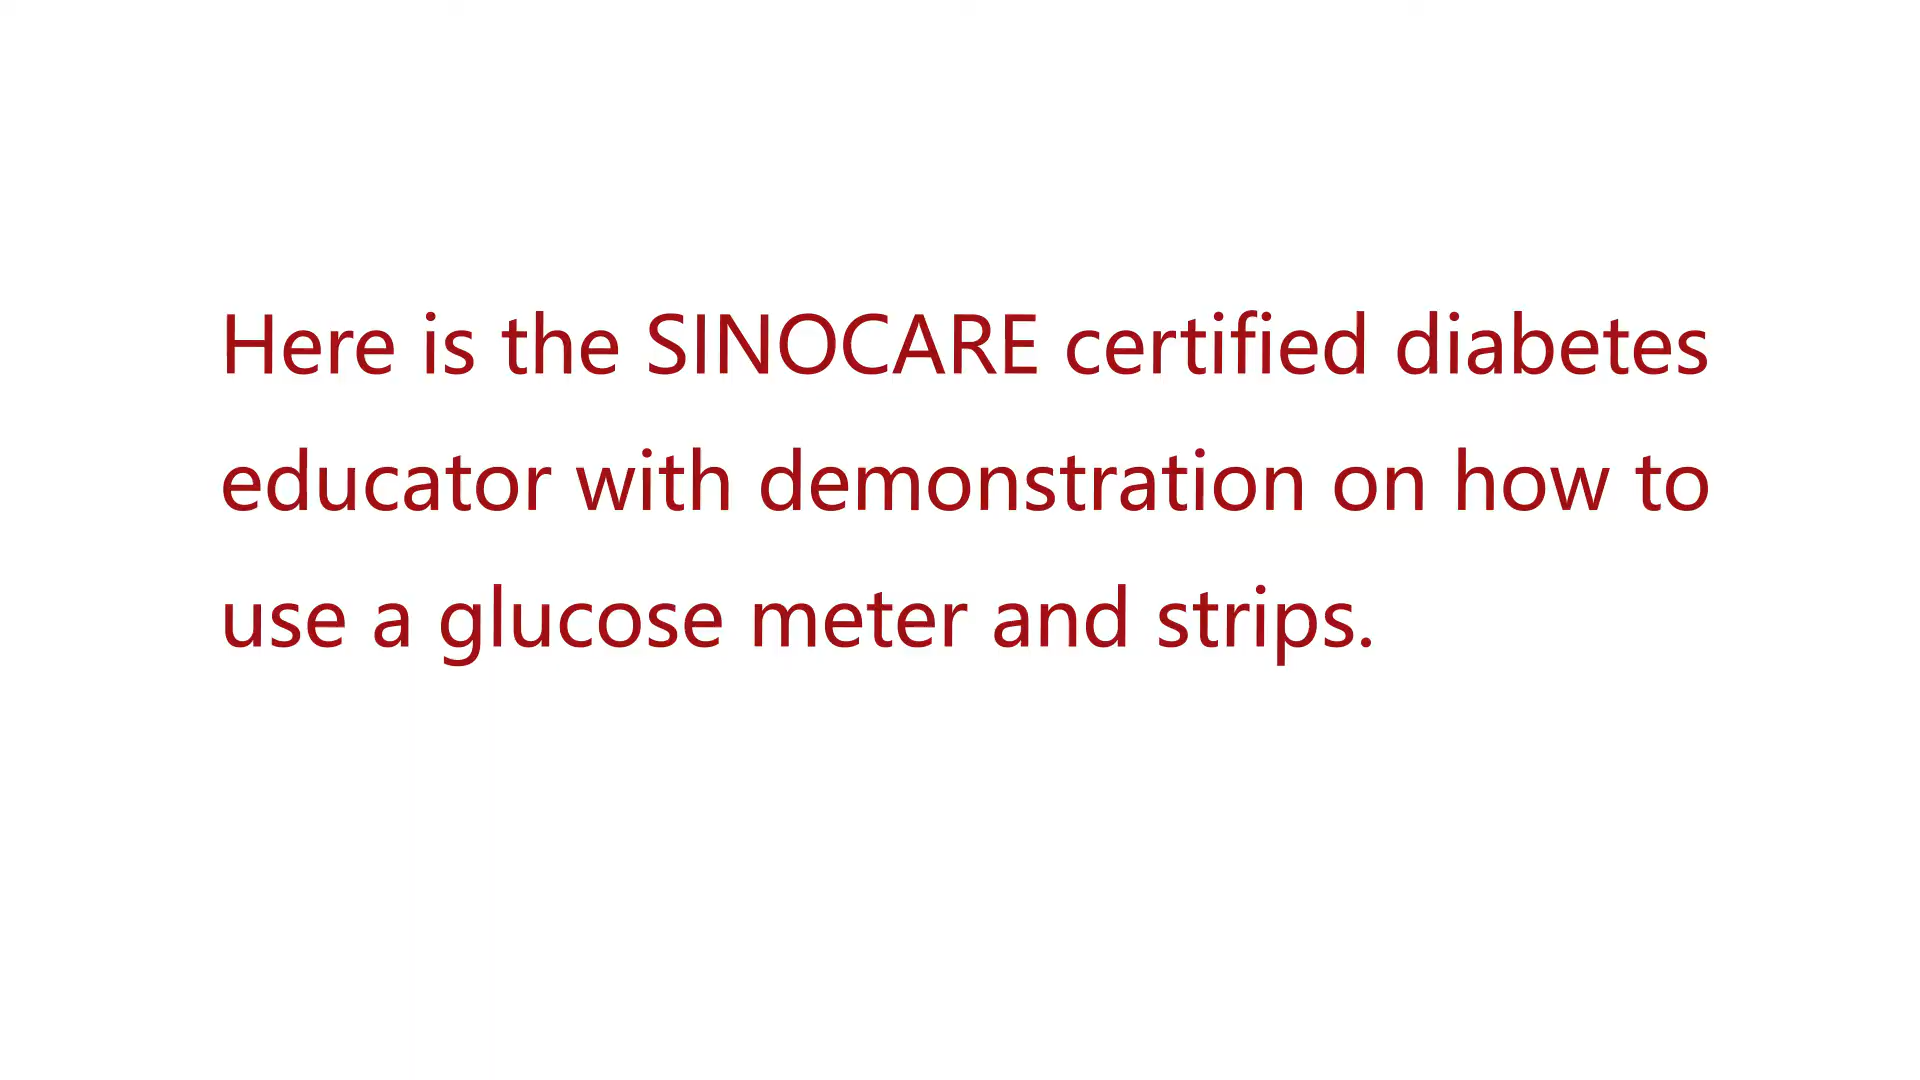 Here is the SINOCARE certified diabetes
educator with demonstration on how to
use a glucose meter and strips.